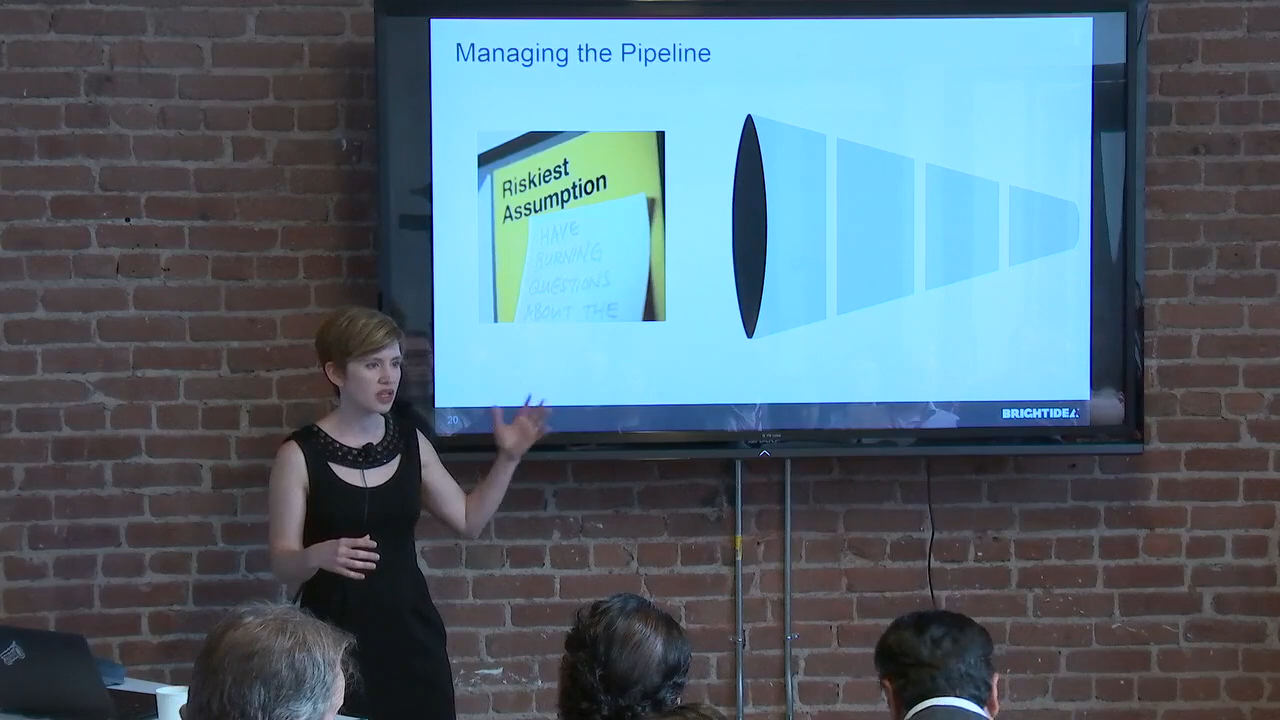 Managing the Pipeline
Riskiest
Assumption
HAVE
BURNING
QUESTIONS
ABOUT THE
20
BRIGHTIDEA